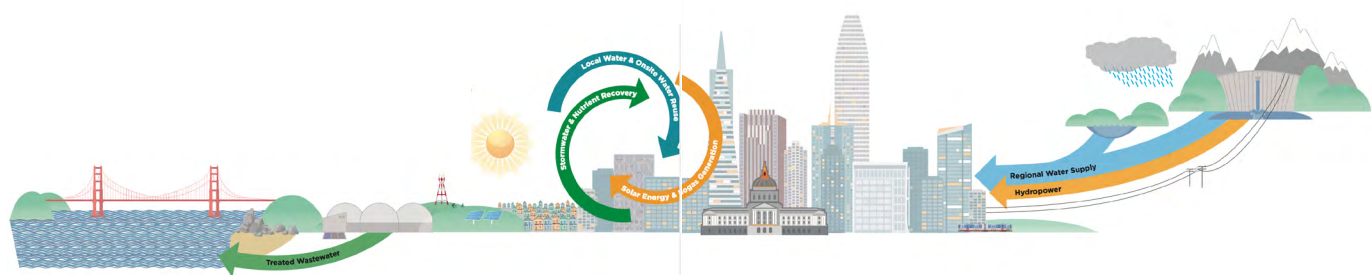 Local Water & Onsite Water Reuse
Stormwater & Nutrient Recovery
Solar Energy & Biogas Generation
Regional Water Supply
Hydropower
Treated Wastewater